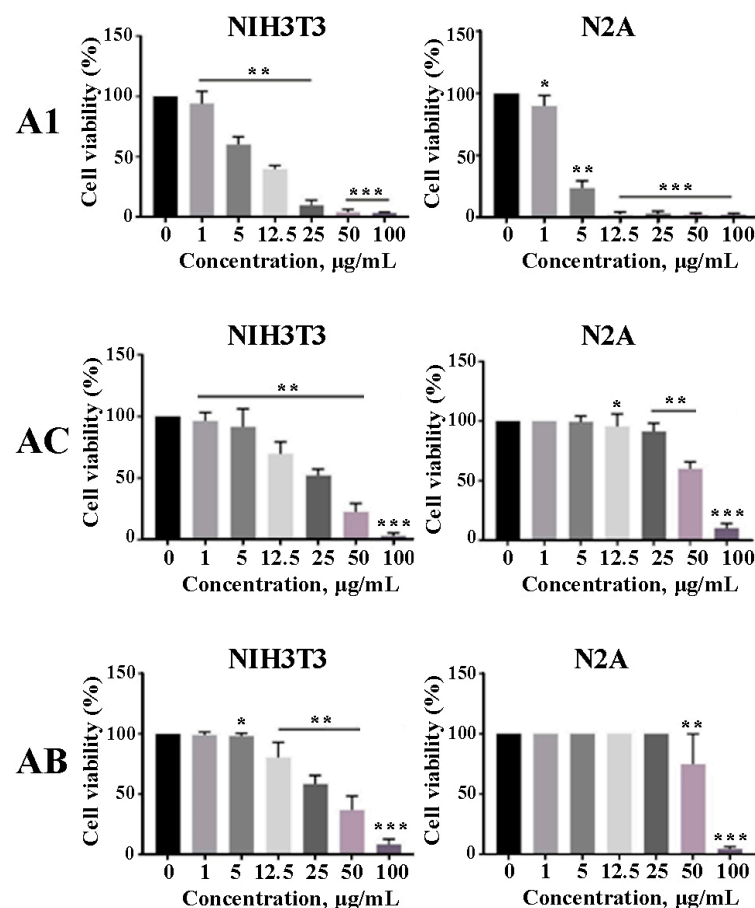 NIH3T3
N2A
A1
Cell viability (%)
150
100
50
0
**
***
0 1 5 12.5 25 50 100
Concentration, µg/mL
Cell viability (%)
150
100
50
0
*
**
***
0 1 5 12.5 25 50 100
Concentration, µg/mL
NIH3T3
N2A
AC
Cell viability (%)
150
100
50
0
**
***
0 1 5 12.5 25 50 100
Concentration, µg/mL
Cell viability (%)
150
100
50
0
*
**
***
0 1 5 12.5 25 50 100
Concentration, µg/mL
NIH3T3
N2A
AB
Cell viability (%)
150
100
50
0
*
**
***
0 1 5 12.5 25 50 100
Concentration, µg/mL
Cell viability (%)
150
100
50
0
**
***
0 1 5 12.5 25 50 100
Concentration, µg/mL